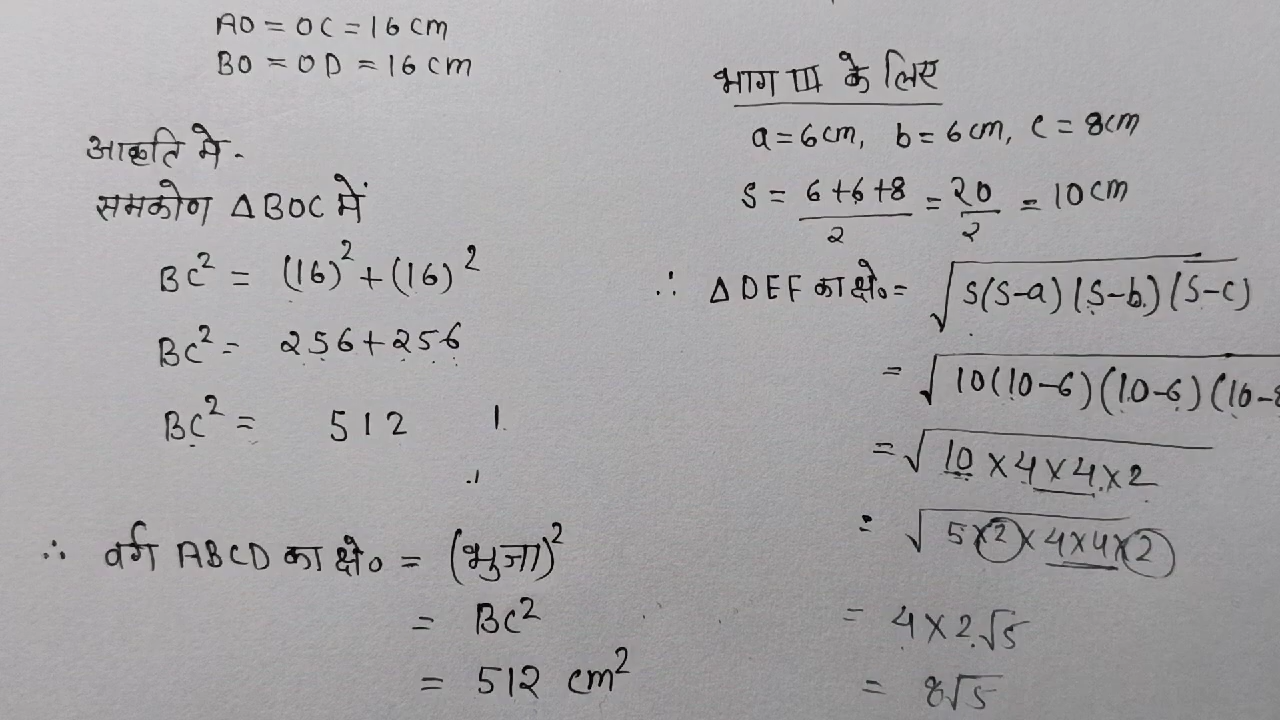 AO = OC = 16 cm
BO = OD = 16 cm
आकृति मे -
समकोण ΔBOC में
BC² = (16)² + (16)²
BC² = 256 + 256
BC² = 512
∴ वर्ग ABCD का क्षे० = (भुजा)²
= BC²
= 512 cm²
भाग III के लिए
a = 6 cm, b = 6 cm, c = 8 cm
S = 6+6+8/2 = 20/2 = 10 cm
∴ ΔDEF का क्षे० = √S(S-a)(S-b)(S-c)
= √10(10-6)(10-6)(10-8
= √10×4×4×2
= √5×2×4×4×2
= 4×2√5
= 8√5